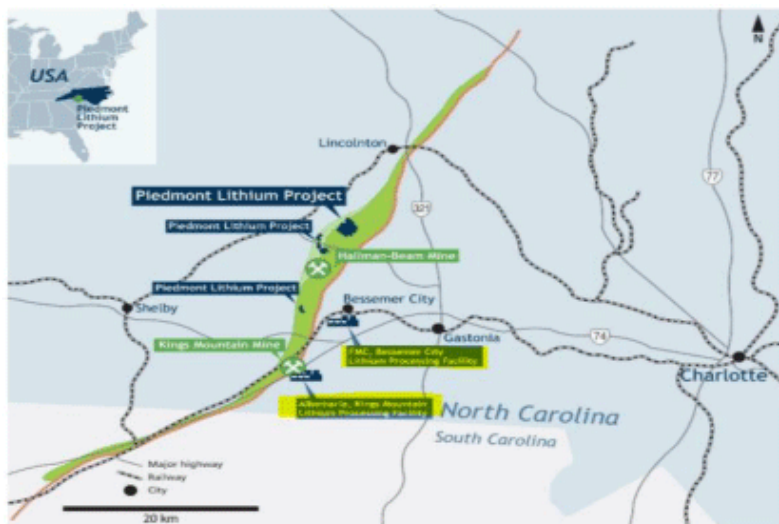 USA
Piedmont
Lithium
Project
N
Lincolnton
77
321
Piedmont Lithium Project
Piedmont Lithium Project
Hallman-Beam Mine
Piedmont Lithium Project
Bessemer City
Shelby
Gastonia
74
Kings Mountain Mine
FMC, Bessemer City
Lithium Processing Facility
Charlotte
Albemarle, Kings Mountain
Lithium Processing Facility
North Carolina
South Carolina
Major highway
Railway
City
20 km